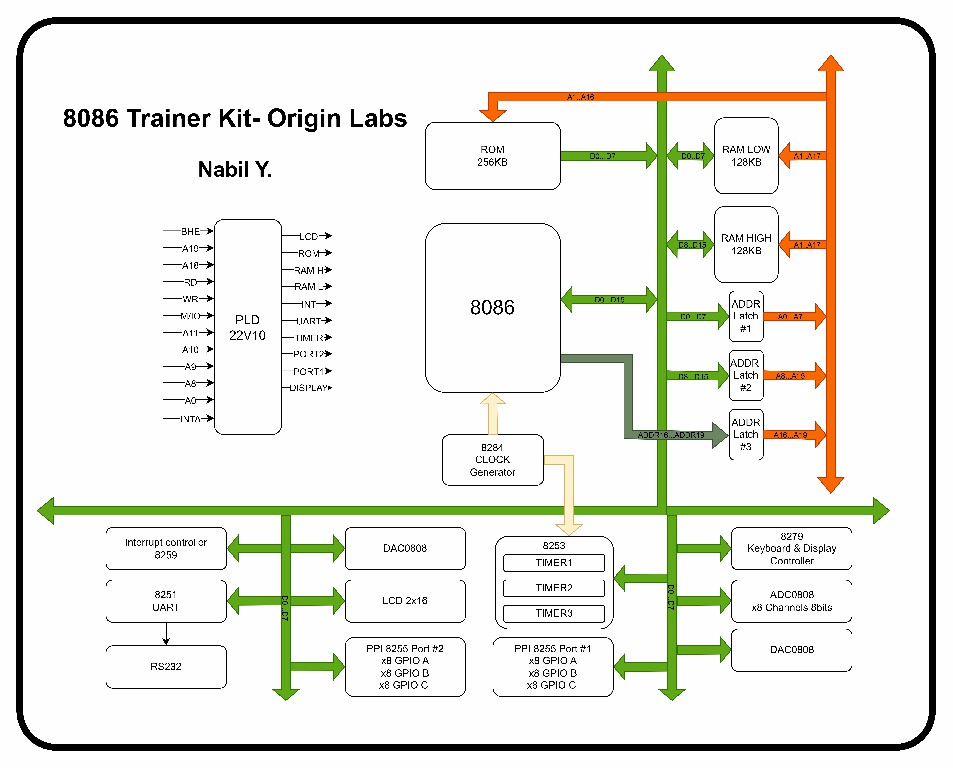 8086 Trainer Kit- Origin Labs
Nabil Y.
A1...A16
ROM
256KB
D0...D7
D0...D7
RAM LOW
128KB
A1...A17
D8...D15
RAM HIGH
128KB
A1...A17
8086
D0...D15
D0...D7
ADDR
Latch
#1
A0...A7
D8...D15
ADDR
Latch
#2
A8...A15
ADDR16...ADDR19
ADDR
Latch
#3
A16...A19
BHE
A19
A18
RD
WR
M/IO
A11
A10
A9
A8
A0
INTA
PLD
22V10
LCD
ROM
RAM H
RAM L
INT
UART
TIMER
PORT2
PORT1
DISPLAY
8284
CLOCK
Generator
Interrupt controller
8259
8251
UART
RS232
D0...D7
DAC0808
LCD 2x16
PPI 8255 Port #2
x8 GPIO A
x8 GPIO B
x8 GPIO C
8253
TIMER1
TIMER2
TIMER3
PPI 8255 Port #1
x8 GPIO A
x8 GPIO B
x8 GPIO C
D0...D7
8279
Keyboard & Display
Controller
ADC0808
x8 Channels 8bits
DAC0808